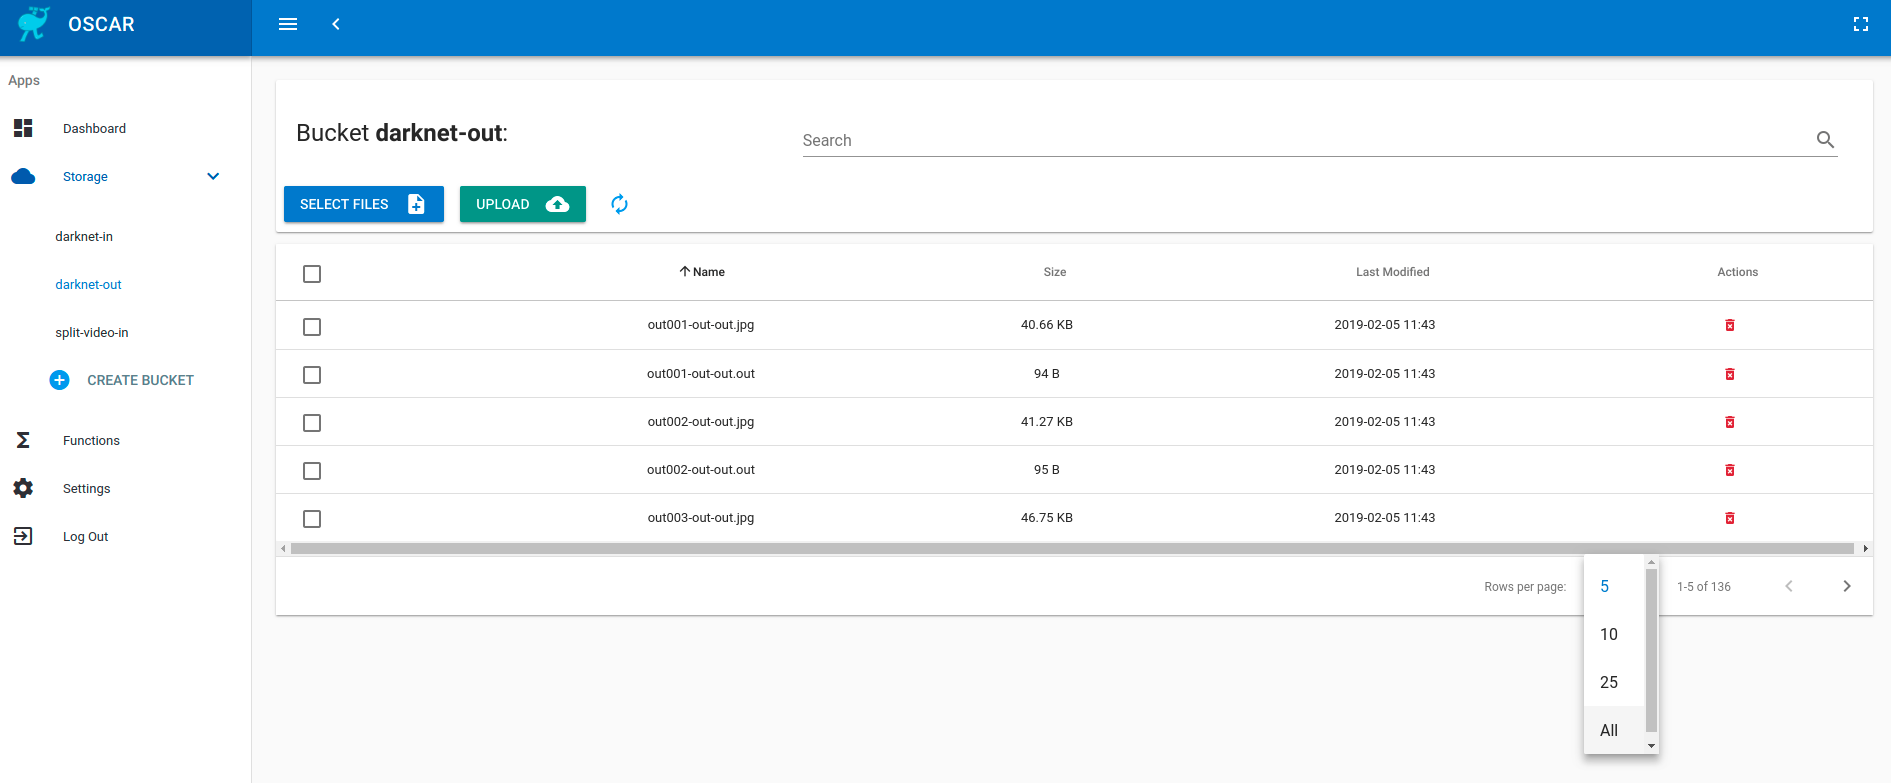 OSCAR
Apps
Dashboard
Storage
darknet-in
darknet-out
split-video-in
CREATE BUCKET
Functions
Settings
Log Out
Bucket darknet-out:
Search
SELECT FILES
UPLOAD
Name Size Last Modified Actions
out001-out-out.jpg 40.66 KB 2019-02-05 11:43
out001-out-out.out 94 B 2019-02-05 11:43
out002-out-out.jpg 41.27 KB 2019-02-05 11:43
out002-out-out.out 95 B 2019-02-05 11:43
out003-out-out.jpg 46.75 KB 2019-02-05 11:43
Rows per page: 5 1-5 of 136
10
25
All